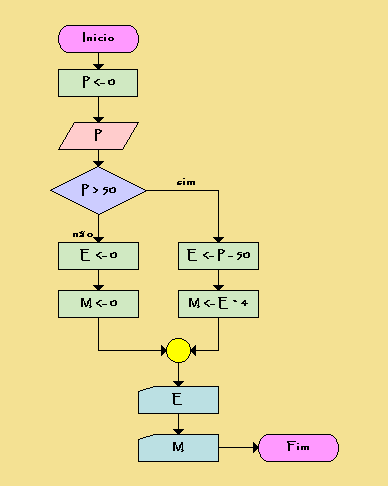 Inicio
P <- 0
P
P > 50
sim
não
E <- 0
E <- P - 50
M <- 0
M <- E * 4
E
M
Fim